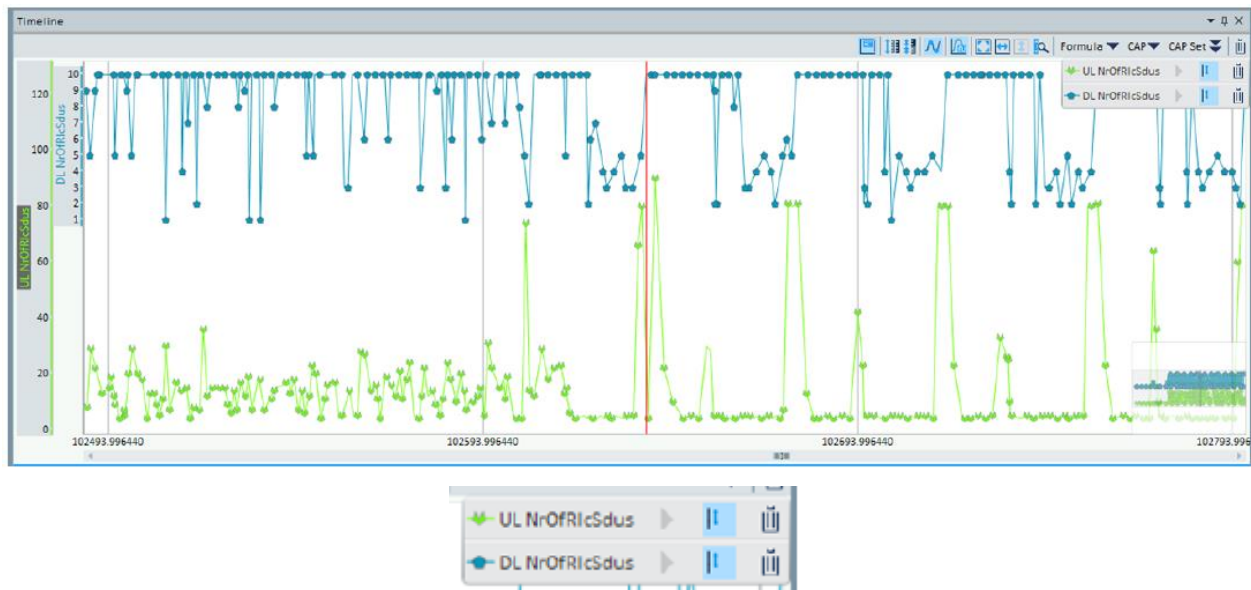 Timeline
Formula CAP CAP Set
UL NrOfRlcSdus
DL NrOfRlcSdus
120
100
80
60
40
20
0
UL NrOfRlcSdus
10
9
8
7
6
5
4
3
2
1
DL NrOfRlcSdus
102493.996440
102593.996440
102693.996440
102793.996
UL NrOfRlcSdus
DL NrOfRlcSdus